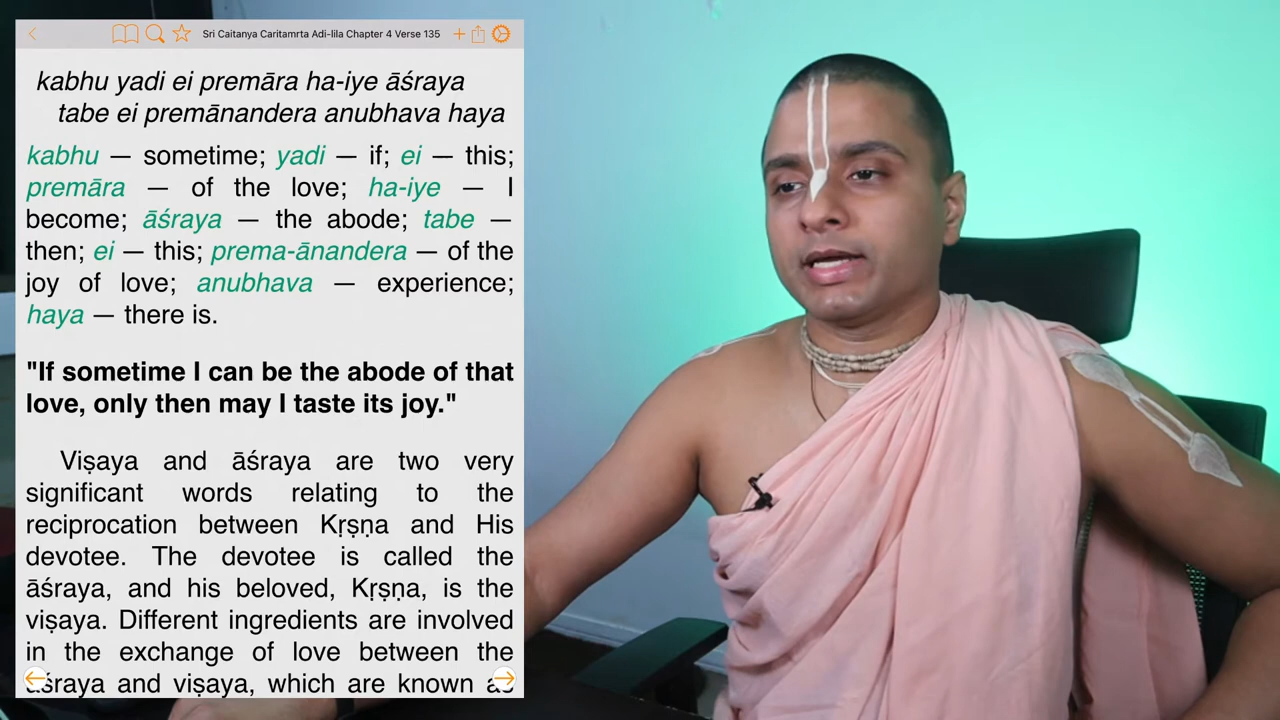 Sri Caitanya Caritamrta Adi-lila Chapter 4 Verse 135
kabhu yadi ei premāra ha-iye āśraya
tabe ei premānandera anubhava haya
kabhu — sometime; yadi — if; ei — this;
premāra — of the love; ha-iye — I
become; āśraya — the abode; tabe —
then; ei — this; prema-ānandera — of the
joy of love; anubhava — experience;
haya — there is.
"If sometime I can be the abode of that
love, only then may I taste its joy."
Viṣaya and āśraya are two very
significant words relating to the
reciprocation between Kṛṣṇa and His
devotee. The devotee is called the
āśraya, and his beloved, Kṛṣṇa, is the
viṣaya. Different ingredients are involved
in the exchange of love between the
āśraya and viṣaya, which are known as